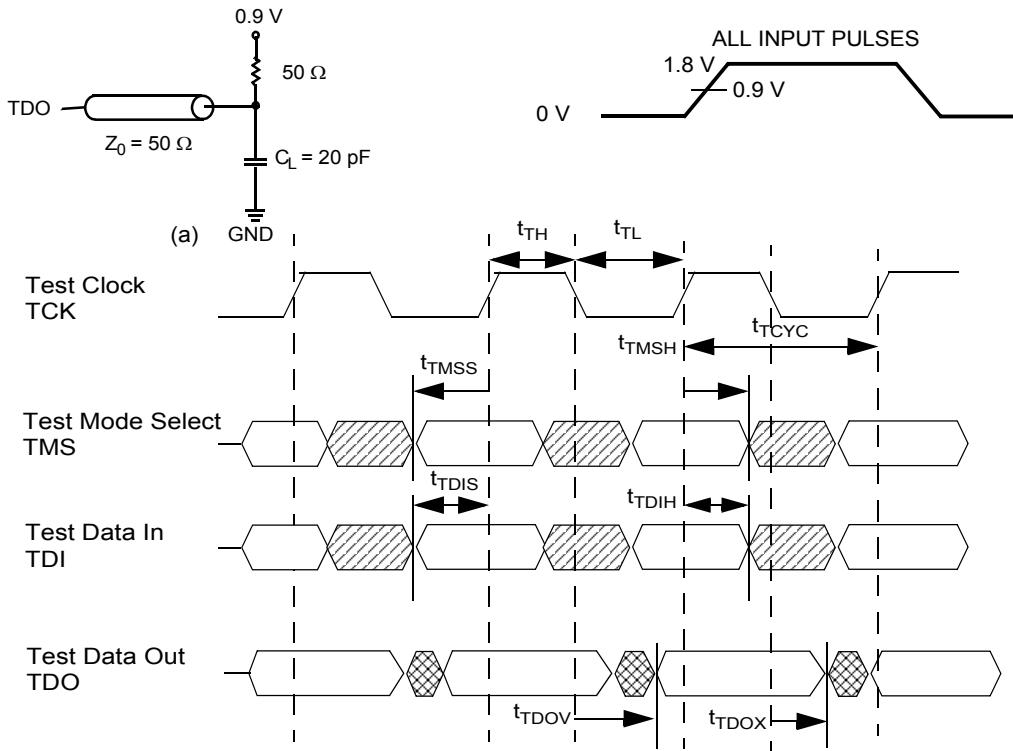 0.9 V
50 Ω
TDO
Z0 = 50 Ω
CL = 20 pF
(a) GND
ALL INPUT PULSES
1.8 V
0.9 V
0 V
tTH
tTL
Test Clock
TCK
tTCYC
tTMSH
tTMSS
Test Mode Select
TMS
tTDIS
tTDIH
Test Data In
TDI
Test Data Out
TDO
tTDOV
tTDOX